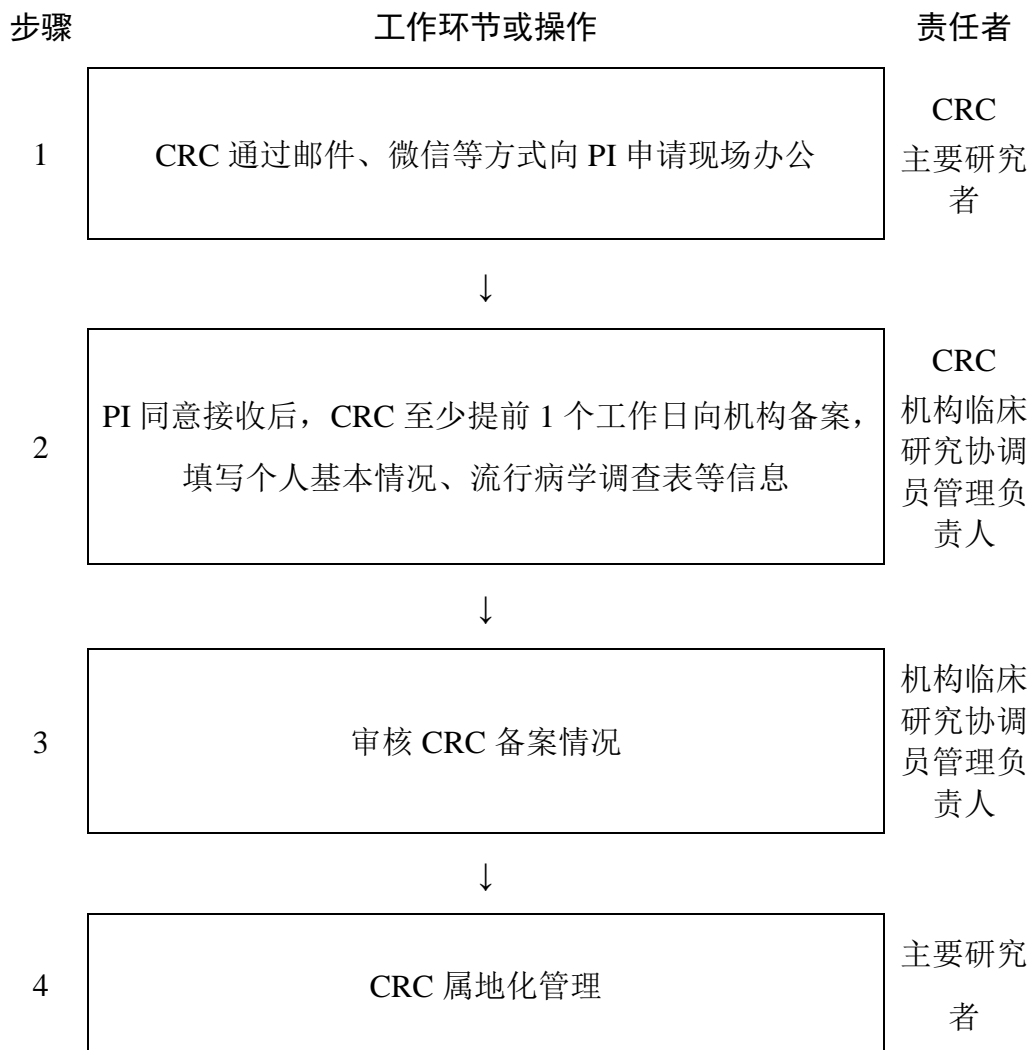 步骤 工作环节或操作 责任者
1 CRC 通过邮件、微信等方式向 PI 申请现场办公
CRC
主要研究
者
↓
2 PI 同意接收后，CRC 至少提前 1 个工作日向机构备案，
填写个人基本情况、流行病学调查表等信息
CRC
机构临床
研究协调
员管理负
责人
↓
3 审核 CRC 备案情况
机构临床
研究协调
员管理负
责人
↓
4 CRC 属地化管理
主要研究
者